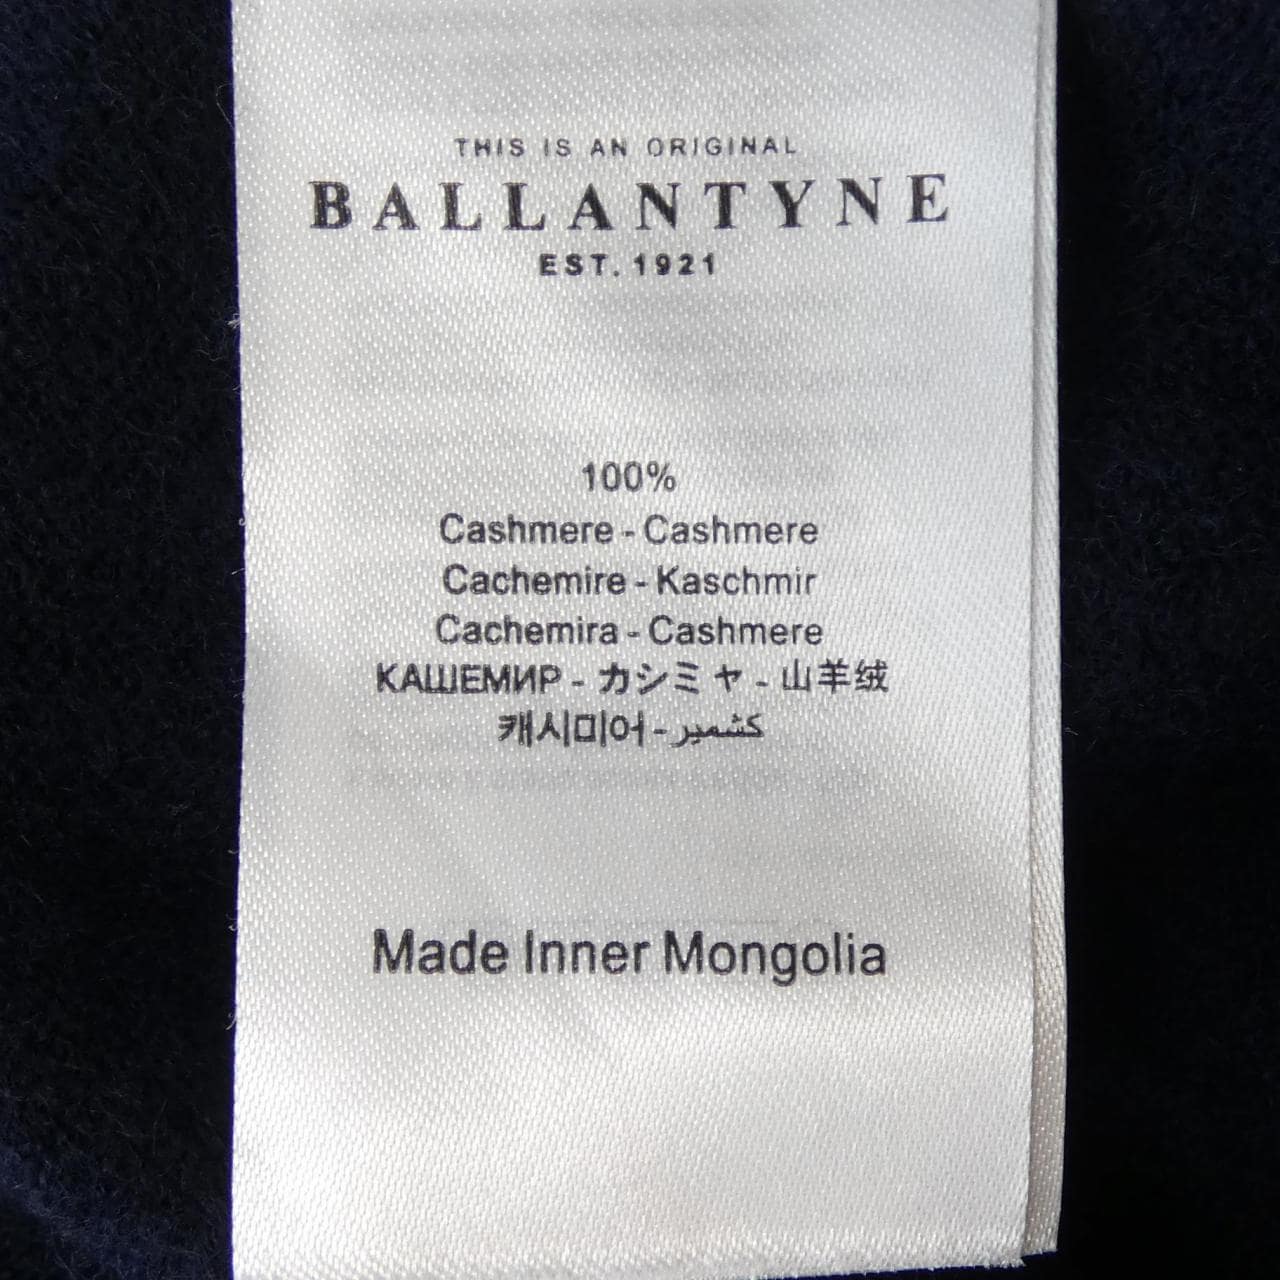 THIS IS AN ORIGINAL
BALLANTYNE
EST. 1921
100%
Cashmere - Cashmere
Cachemire - Kaschmir
Cachemira - Cashmere
КАШЕМИР - カシミヤ - 山羊绒
캐시미어 - كشمير
Made Inner Mongolia